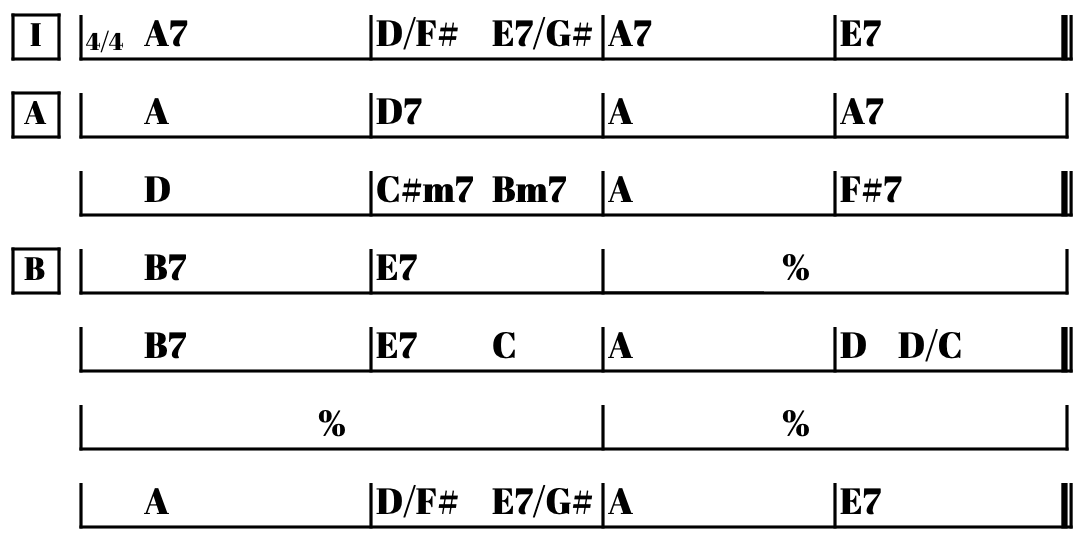 I 4/4 A7 D/F# E7/G# A7 E7
A A D7 A A7
D C#m7 Bm7 A F#7
B B7 E7 %
B7 E7 C A D D/C
% %
A D/F# E7/G# A E7